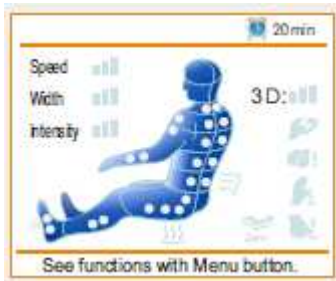 20min
Speed
Width
Intensity
3D:
See functions with Menu button.